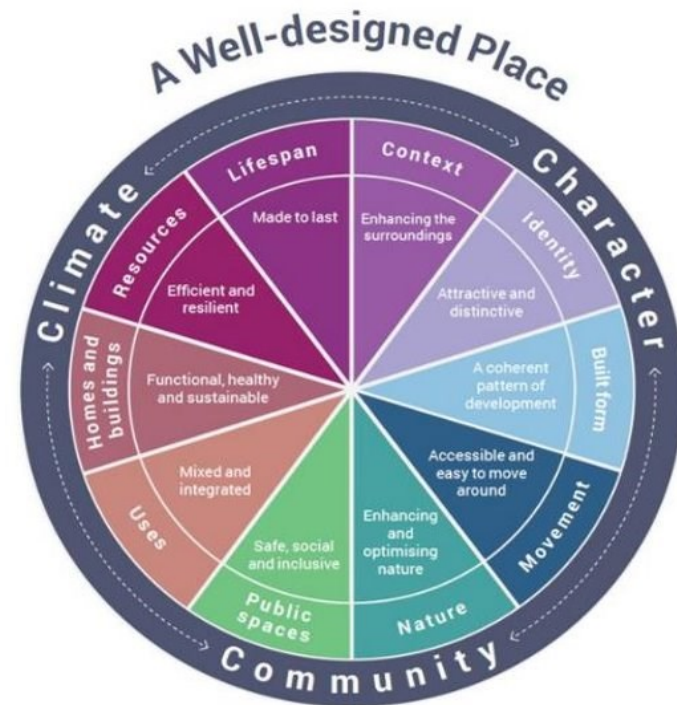 A Well-designed Place
Climate
Character
Community
Context
Enhancing the
surroundings
Identity
Attractive and
distinctive
Built form
A coherent
pattern of
development
Movement
Accessible and
easy to move
around
Nature
Enhancing
and
optimising
nature
Public
spaces
Safe, social
and inclusive
Uses
Mixed and
integrated
Homes and
buildings
Functional, healthy
and sustainable
Resources
Efficient and
resilient
Lifespan
Made to last